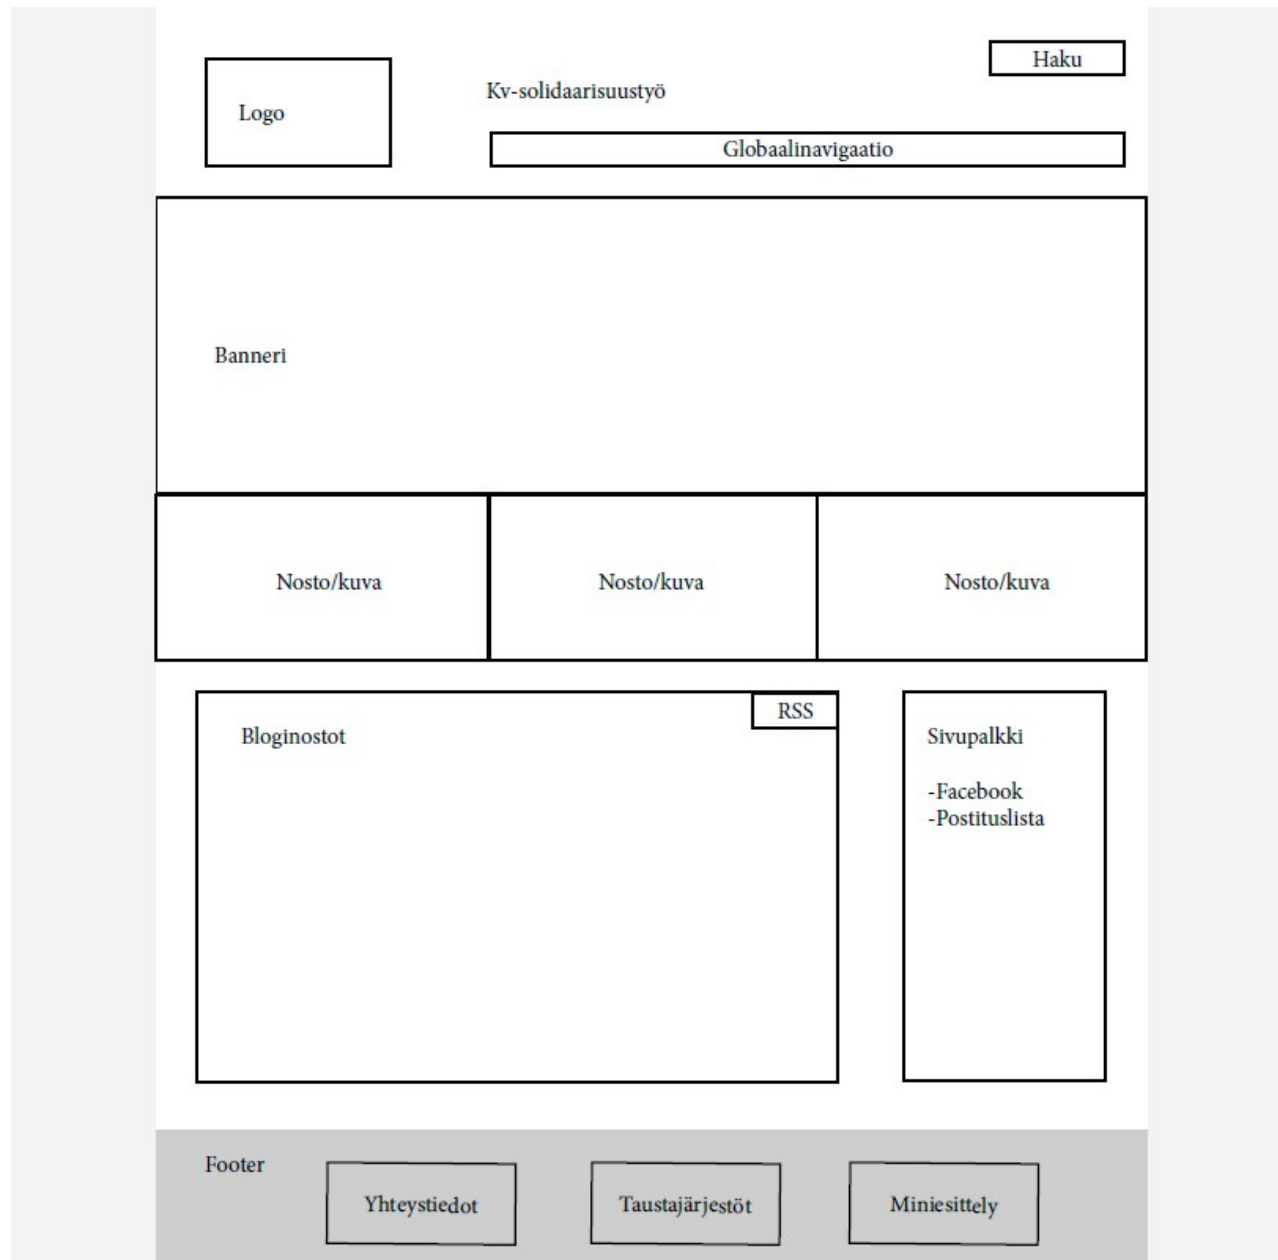 Haku
Kv-solidaarisuustyö
Logo
Globaalinavigaatio
Banneri
Nosto/kuva
Nosto/kuva
Nosto/kuva
RSS
Bloginostot
Sivupalkki
-Facebook
-Postituslista
Footer
Yhteystiedot
Taustajärjestöt
Miniesittely